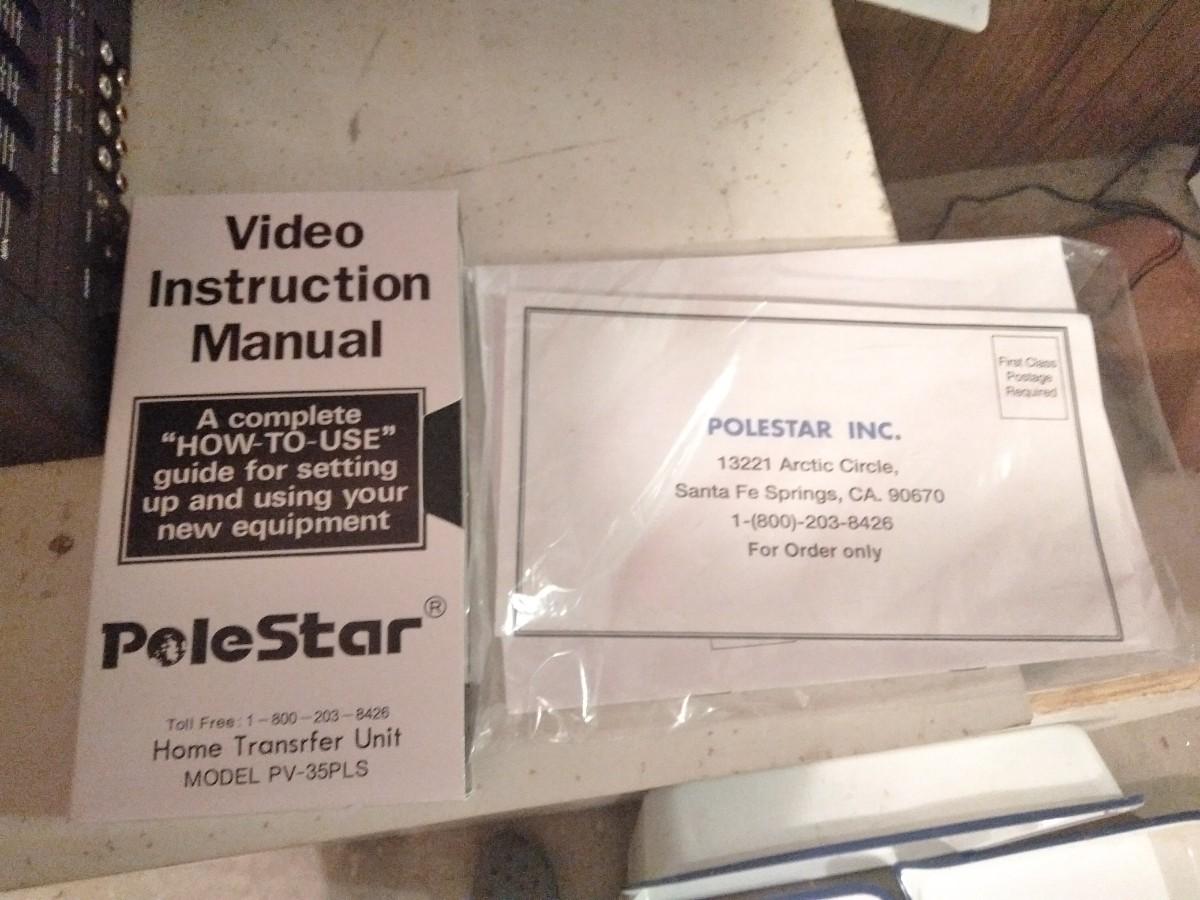 Video
Instruction
Manual
A complete
“HOW-TO-USE”
guide for setting
up and using your
new equipment
PoleStar®
Toll Free: 1-800-203-8426
Home Transrfer Unit
MODEL PV-35PLS
First Class
Postage
Required
POLESTAR INC.
13221 Arctic Circle,
Santa Fe Springs, CA. 90670
1-(800)-203-8426
For Order only